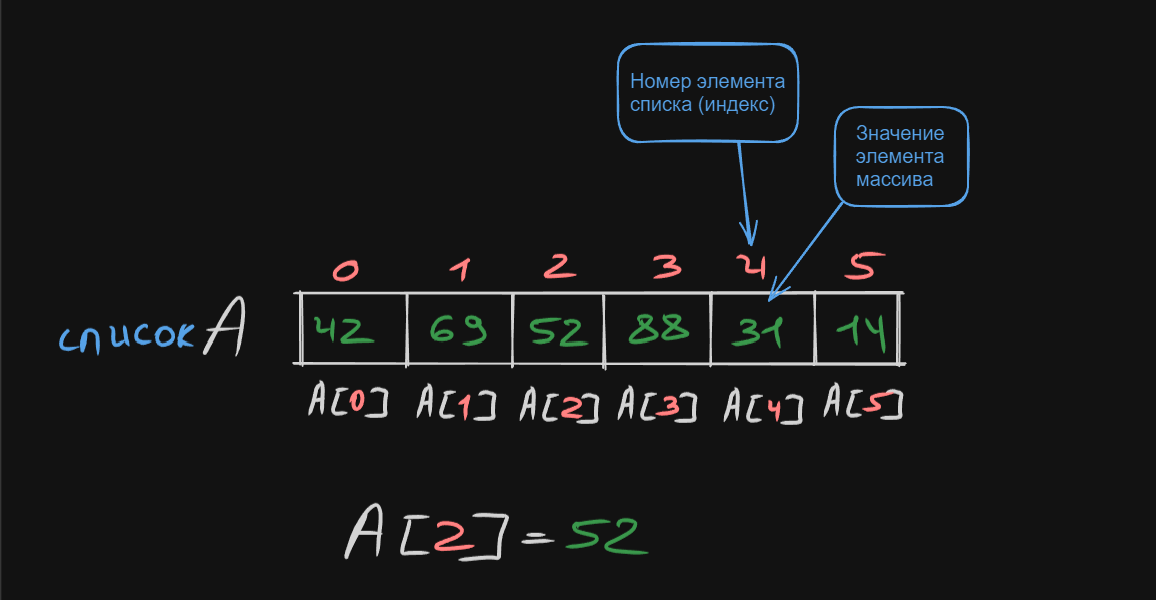 Номер элемента
списка (индекс)
Значение
элемента
массива
0 1 2 3 4 5
список A
42 69 52 88 31 14
A[0] A[1] A[2] A[3] A[4] A[5]
A[2]=52